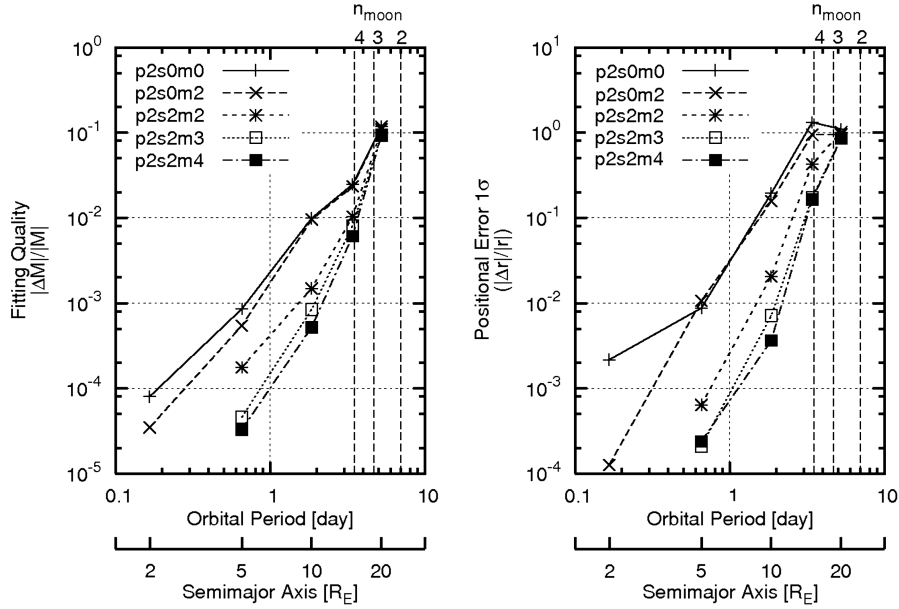 n_moon
4 3 2
10^0
10^-1
10^-2
10^-3
10^-4
10^-5
p2s0m0
p2s0m2
p2s2m2
p2s2m3
p2s2m4
Fitting Quality
|ΔM|/|M|
0.1 1 10
Orbital Period [day]
2 5 10 20
Semimajor Axis [R_E]
n_moon
4 3 2
10^1
10^0
10^-1
10^-2
10^-3
10^-4
p2s0m0
p2s0m2
p2s2m2
p2s2m3
p2s2m4
Positional Error 1σ
(|Δr|/|r|)
0.1 1 10
Orbital Period [day]
2 5 10 20
Semimajor Axis [R_E]